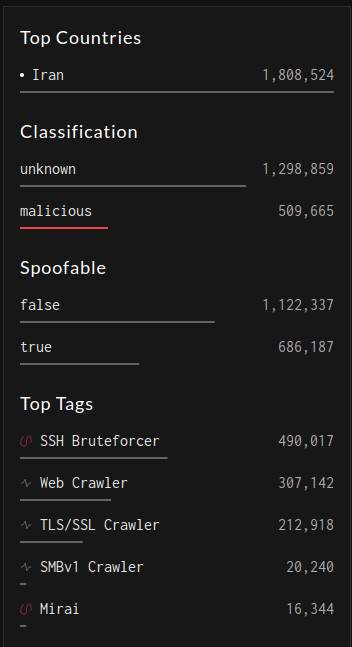 Top Countries
• Iran 1,808,524
Classification
unknown 1,298,859
malicious 509,665
Spoofable
false 1,122,337
true 686,187
Top Tags
SSH Bruteforcer 490,017
Web Crawler 307,142
TLS/SSL Crawler 212,918
SMBv1 Crawler 20,240
Mirai 16,344